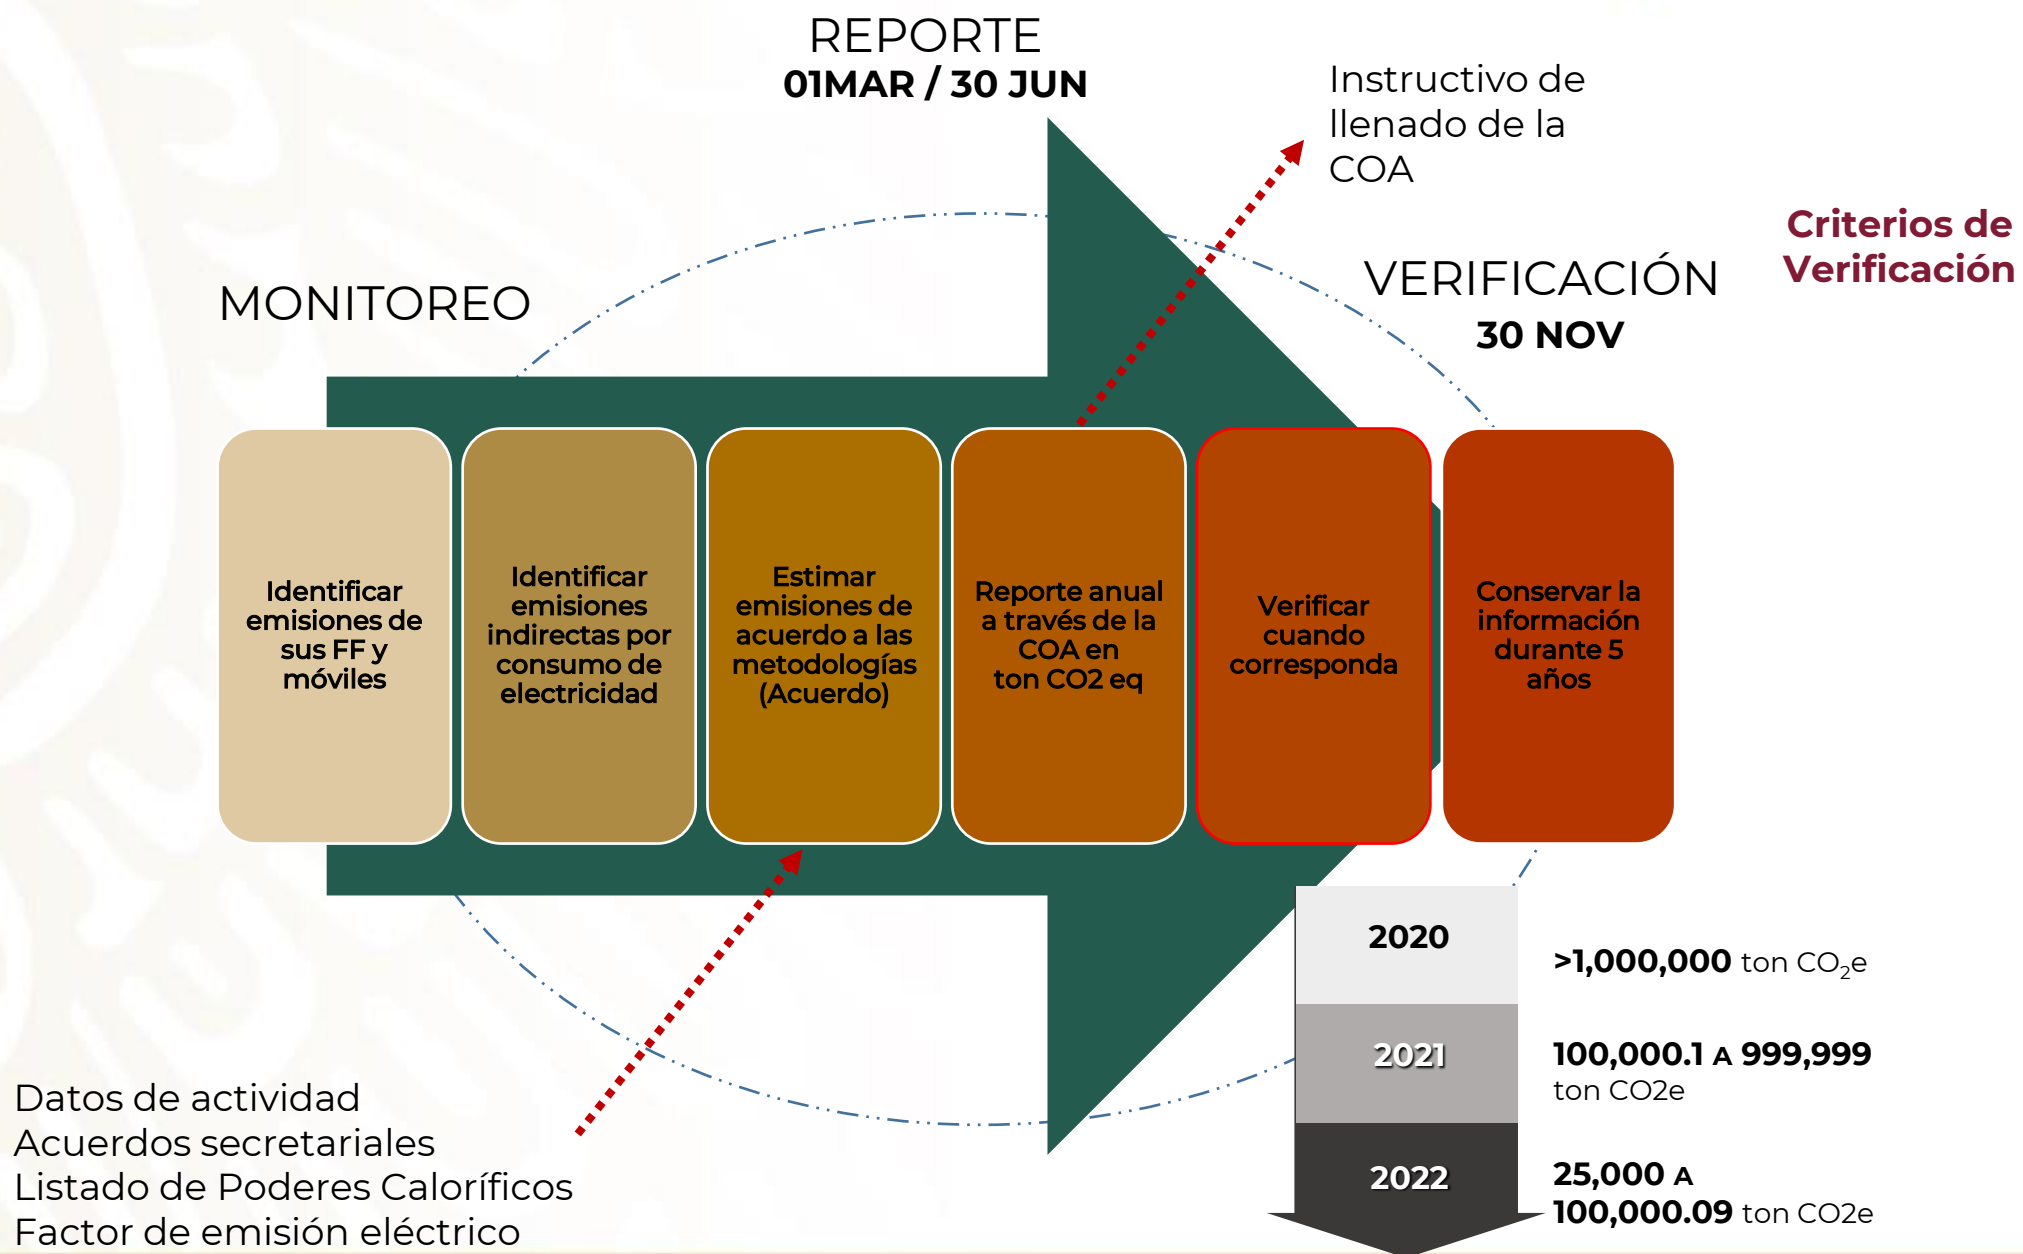 REPORTE
01MAR / 30 JUN
Instructivo de
llenado de la
COA
Criterios de
Verificación
MONITOREO
VERIFICACIÓN
30 NOV
Identificar
emisiones de
sus FF y
móviles
Identificar
emisiones
indirectas por
consumo de
electricidad
Estimar
emisiones de
acuerdo a las
metodologías
(Acuerdo)
Reporte anual
a través de la
COA en
ton CO2 eq
Verificar
cuando
corresponda
Conservar la
información
durante 5
años
2020
>1,000,000 ton CO₂e
2021
100,000.1 A 999,999
ton CO2e
2022
25,000 A
100,000.09 ton CO2e
Datos de actividad
Acuerdos secretariales
Listado de Poderes Caloríficos
Factor de emisión eléctrico